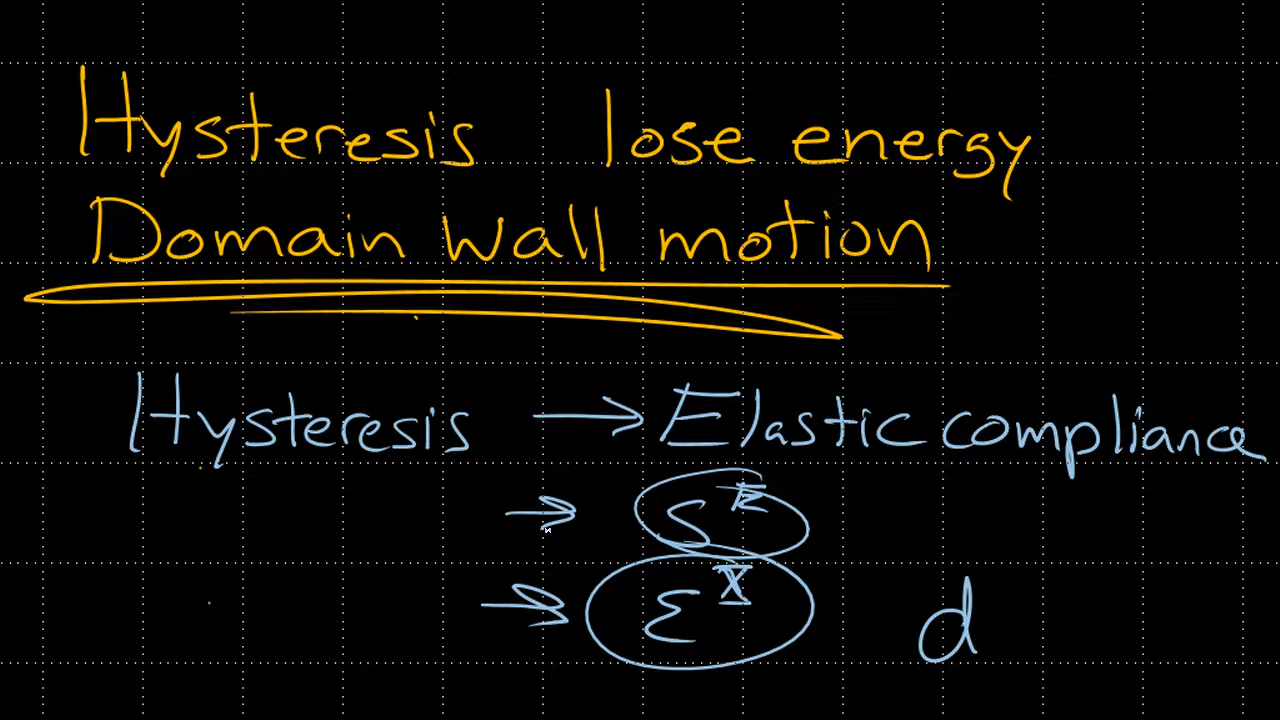 Hysteresis lose energy
Domain wall motion
Hysteresis → Elastic compliance
→ S^E
→ ε^X d